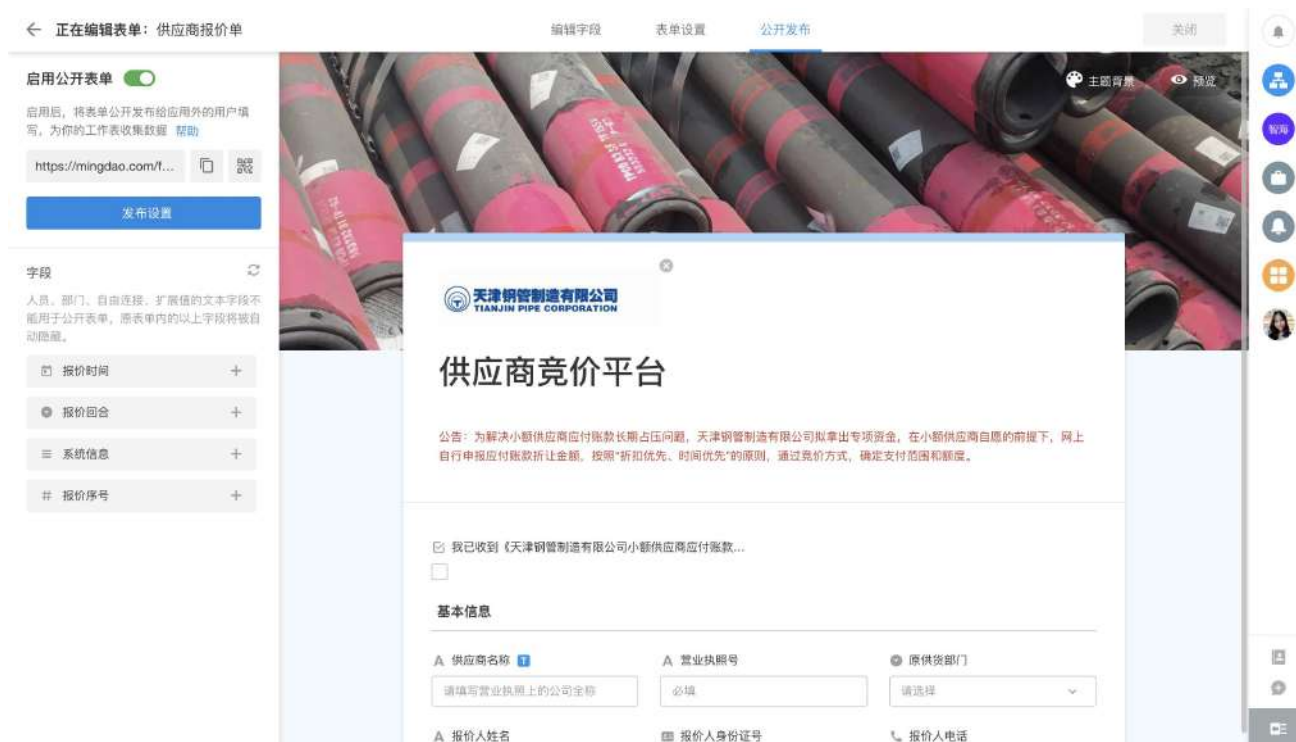 正在编辑表单：供应商报价单
编辑字段
表单设置
公开发布
关闭
启用公开表单
启用后，将表单公开发布给应用外的用户填
写，为你的工作表收集数据 帮助
https://mingdao.com/f...
发布设置
字段
人员、部门、自由连接、扩展值的文本字段不
能用于公开表单，原表单内的以上字段将被自
动隐藏。
报价时间
报价回合
系统信息
报价序号
主题背景
预览
智海
天津钢管制造有限公司
TIANJIN PIPE CORPORATION
供应商竞价平台
公告：为解决小额供应商应付账款长期占压问题，天津钢管制造有限公司拟拿出专项资金，在小额供应商自愿的前提下，网上
自行申报应付账款折让金额，按照“折扣优先、时间优先”的原则，通过竞价方式，确定支付范围和额度。
我已收到《天津钢管制造有限公司小额供应商应付账款...
基本信息
供应商名称
营业执照号
原供货部门
请填写营业执照上的公司全称
必填
请选择
报价人姓名
报价人身份证号
报价人电话